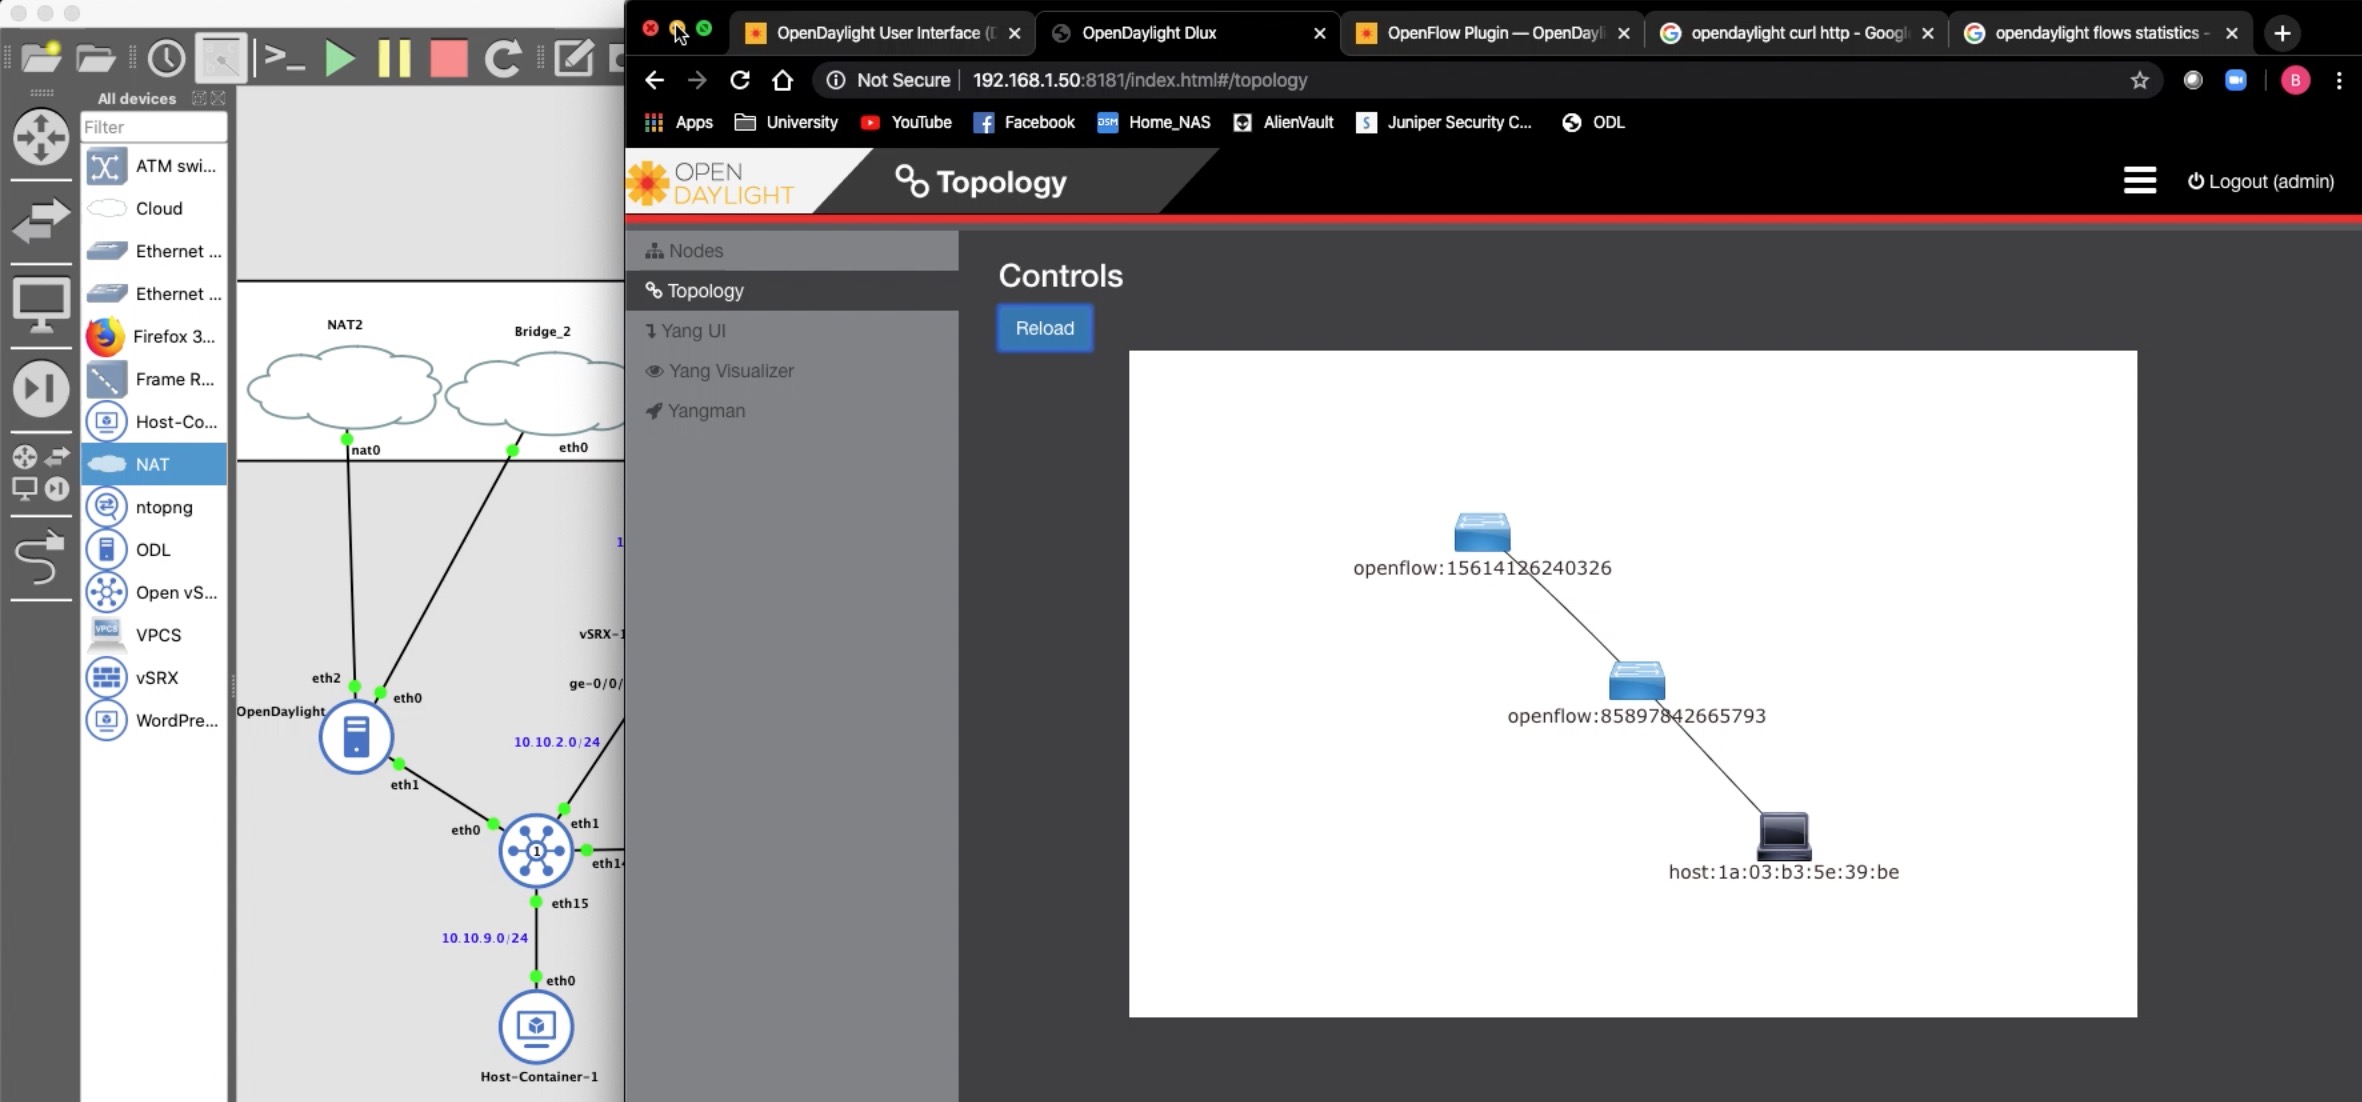 All devices
Filter
ATM swi...
Cloud
Ethernet ...
Ethernet ...
Firefox 3...
Frame R...
Host-Co...
NAT
ntopng
ODL
Open vS...
VPCS
VPCS
vSRX
WordPre...
NAT2
Bridge_2
nat0
eth0
vSRX-1
ge-0/0/
eth2
eth0
OpenDaylight
10.10.2.0/24
eth1
eth0
eth1
1
eth14
eth15
10.10.9.0/24
eth0
Host-Container-1
OpenDaylight User Interface (
OpenDaylight Dlux
OpenFlow Plugin — OpenDayli
opendaylight curl http - Googl
opendaylight flows statistics -
Not Secure 192.168.1.50:8181/index.html#/topology
B
Apps University YouTube Facebook DSM Home_NAS AlienVault S Juniper Security C... ODL
OPEN
DAYLIGHT
Topology
Logout (admin)
Nodes
Topology
Yang UI
Yang Visualizer
Yangman
Controls
Reload
openflow:15614126240326
openflow:85897842665793
host:1a:03:b3:5e:39:be